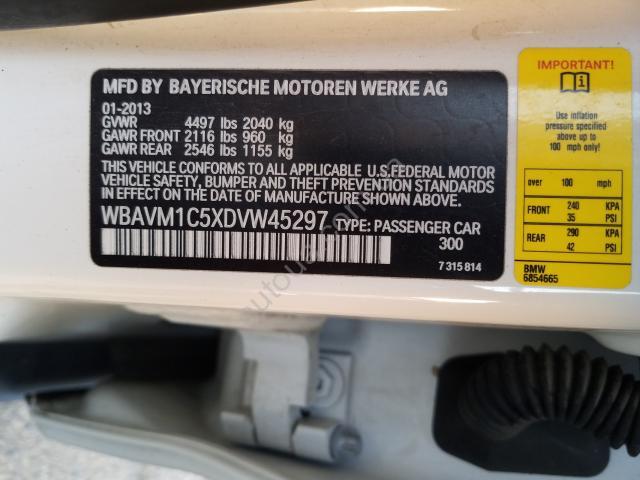 MFD BY BAYERISCHE MOTOREN WERKE AG
01-2013
GVWR 4497 lbs 2040 kg
GAWR FRONT 2116 lbs 960 kg
GAWR REAR 2546 lbs 1155 kg
THIS VEHICLE CONFORMS TO ALL APPLICABLE U.S.FEDERAL MOTOR
VEHICLE SAFETY, BUMPER AND THEFT PREVENTION STANDARDS
IN EFFECT ON THE DATE OF MANUFACTURE SHOWN ABOVE.
WBAVM1C5XDVW45297 TYPE: PASSENGER CAR
300
7 315 814
IMPORTANT!
Use inflation
pressure
specified
above up to
100 mph only!
over 100 mph
FRONT 240 KPA
35 PSI
REAR 290 KPA
42 PSI
BMW
6854665